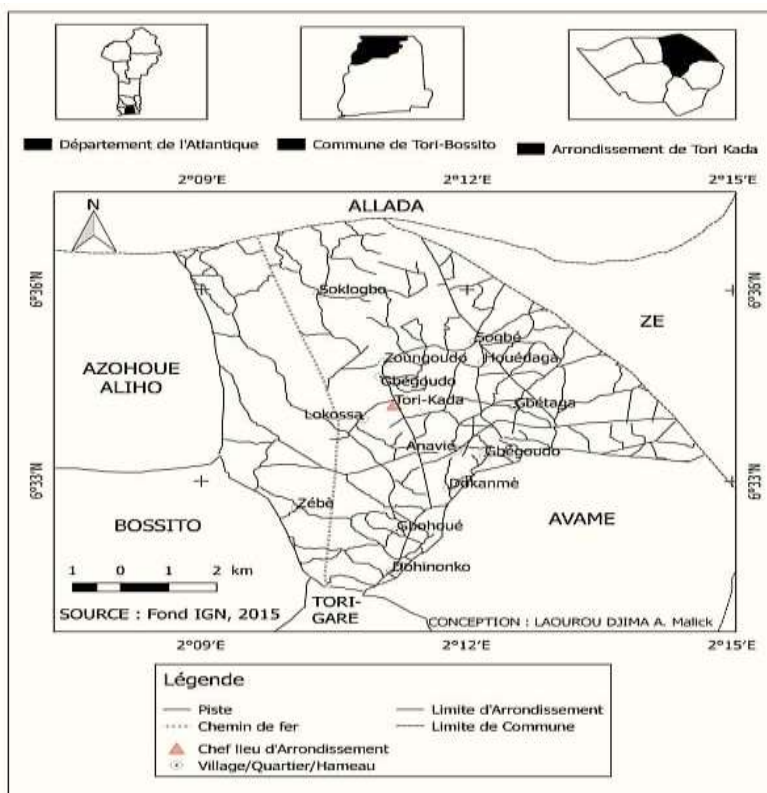 Département de l'Atlantique
Commune de Tori-Bossito
Arrondissement de Tori Kada
2°09'E 2°12'E 2°15'E
N
ALLADA
6°36'N
Soklogbo
6°36'N
ZE
Sogbé
Zoungoudo Houédaga
AZOHOUE
ALIHO
Gbégoudo
Tori-Kada
Gbétaga
Lokossa
Anavié
Gbégoudo
6°33'N
Dokanmè
6°33'N
Zébè
BOSSITO
Gbohoué
AVAME
Dohinonko
1 0 1 2 km
TORI-
GARE
SOURCE : Fond IGN, 2015
CONCEPTION : LAOUROU DJIMA A. Malick
2°09'E 2°12'E 2°15'E
Légende
Piste
Limite d'Arrondissement
Chemin de fer
Limite de Commune
Chef lieu d'Arrondissement
Village/Quartier/Hameau